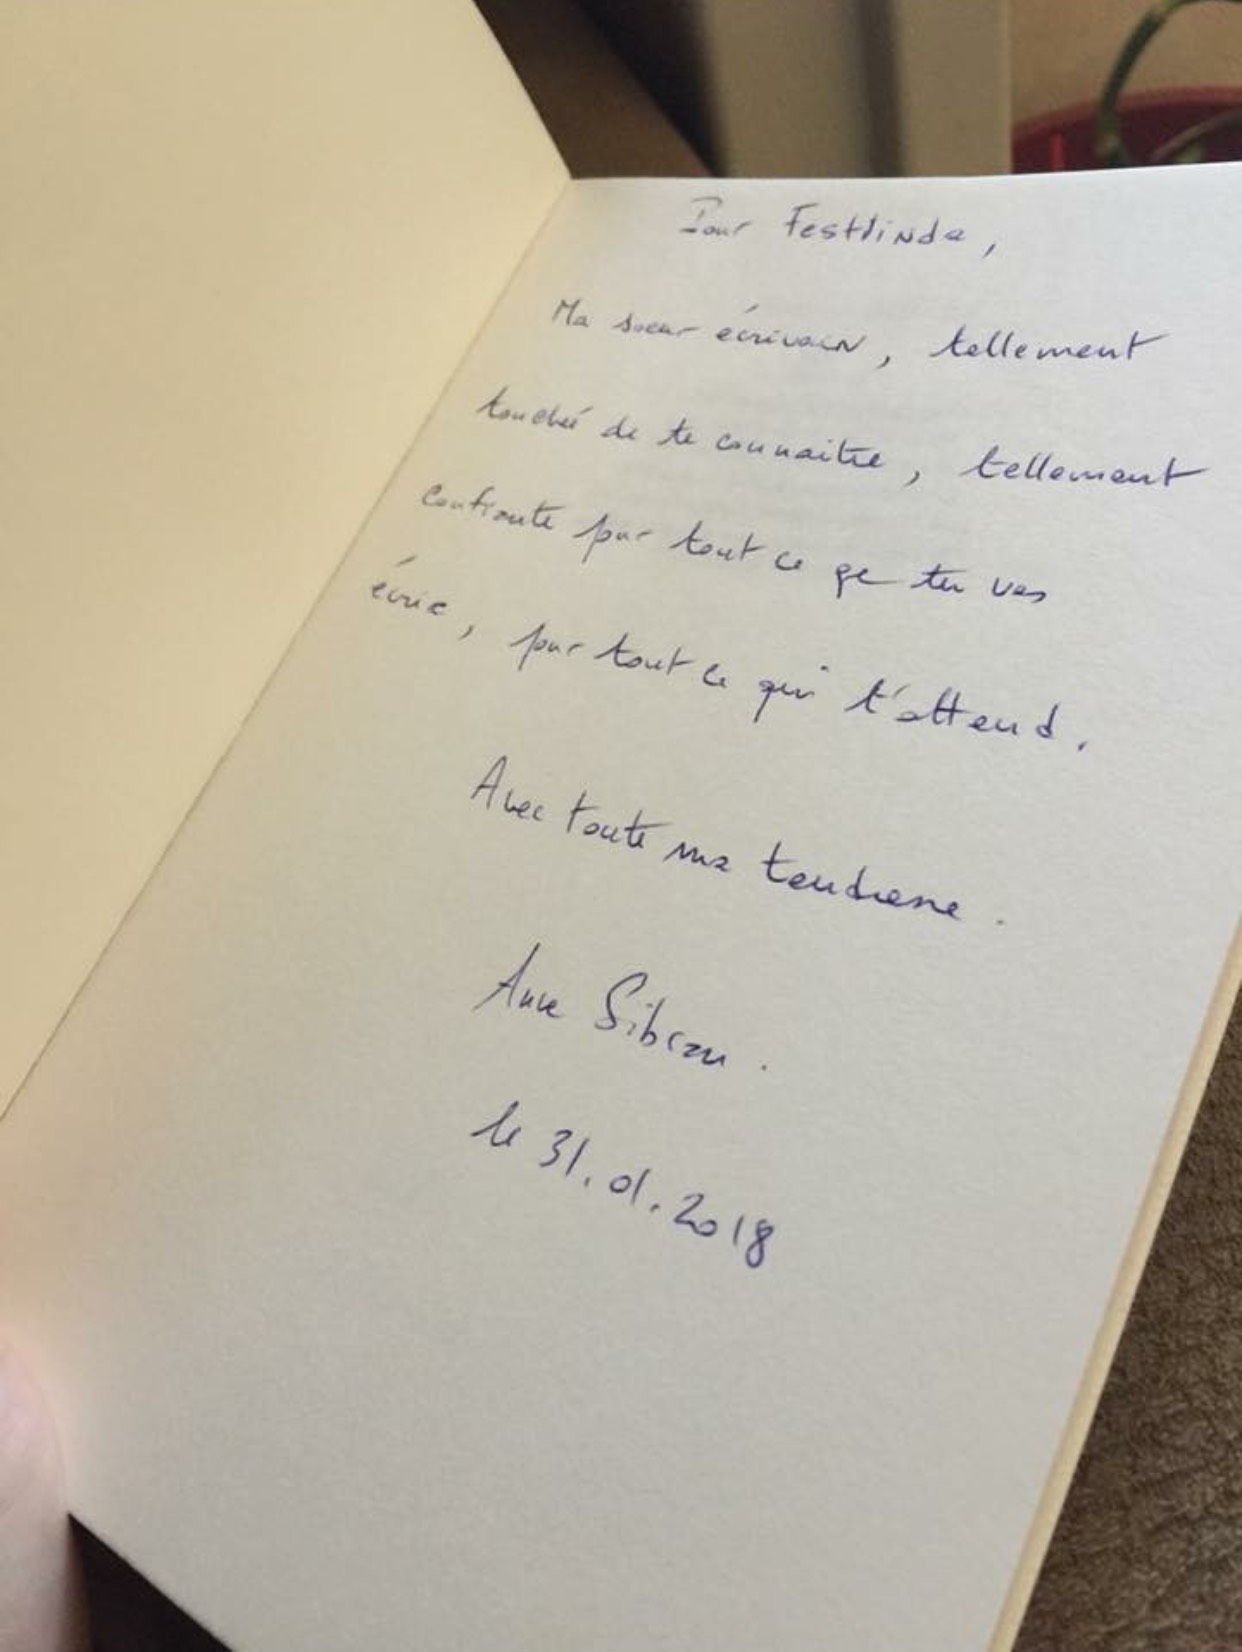 Pour Festlinda,
Ma soeur écrivain, tellement
touchée de te connaitre, tellement
confiante pour tout ce que tu vas
écrire, pour tout ce qui t'attend.
Avec toute ma tendresse.
Anne Sibran.
le 31.01.2018